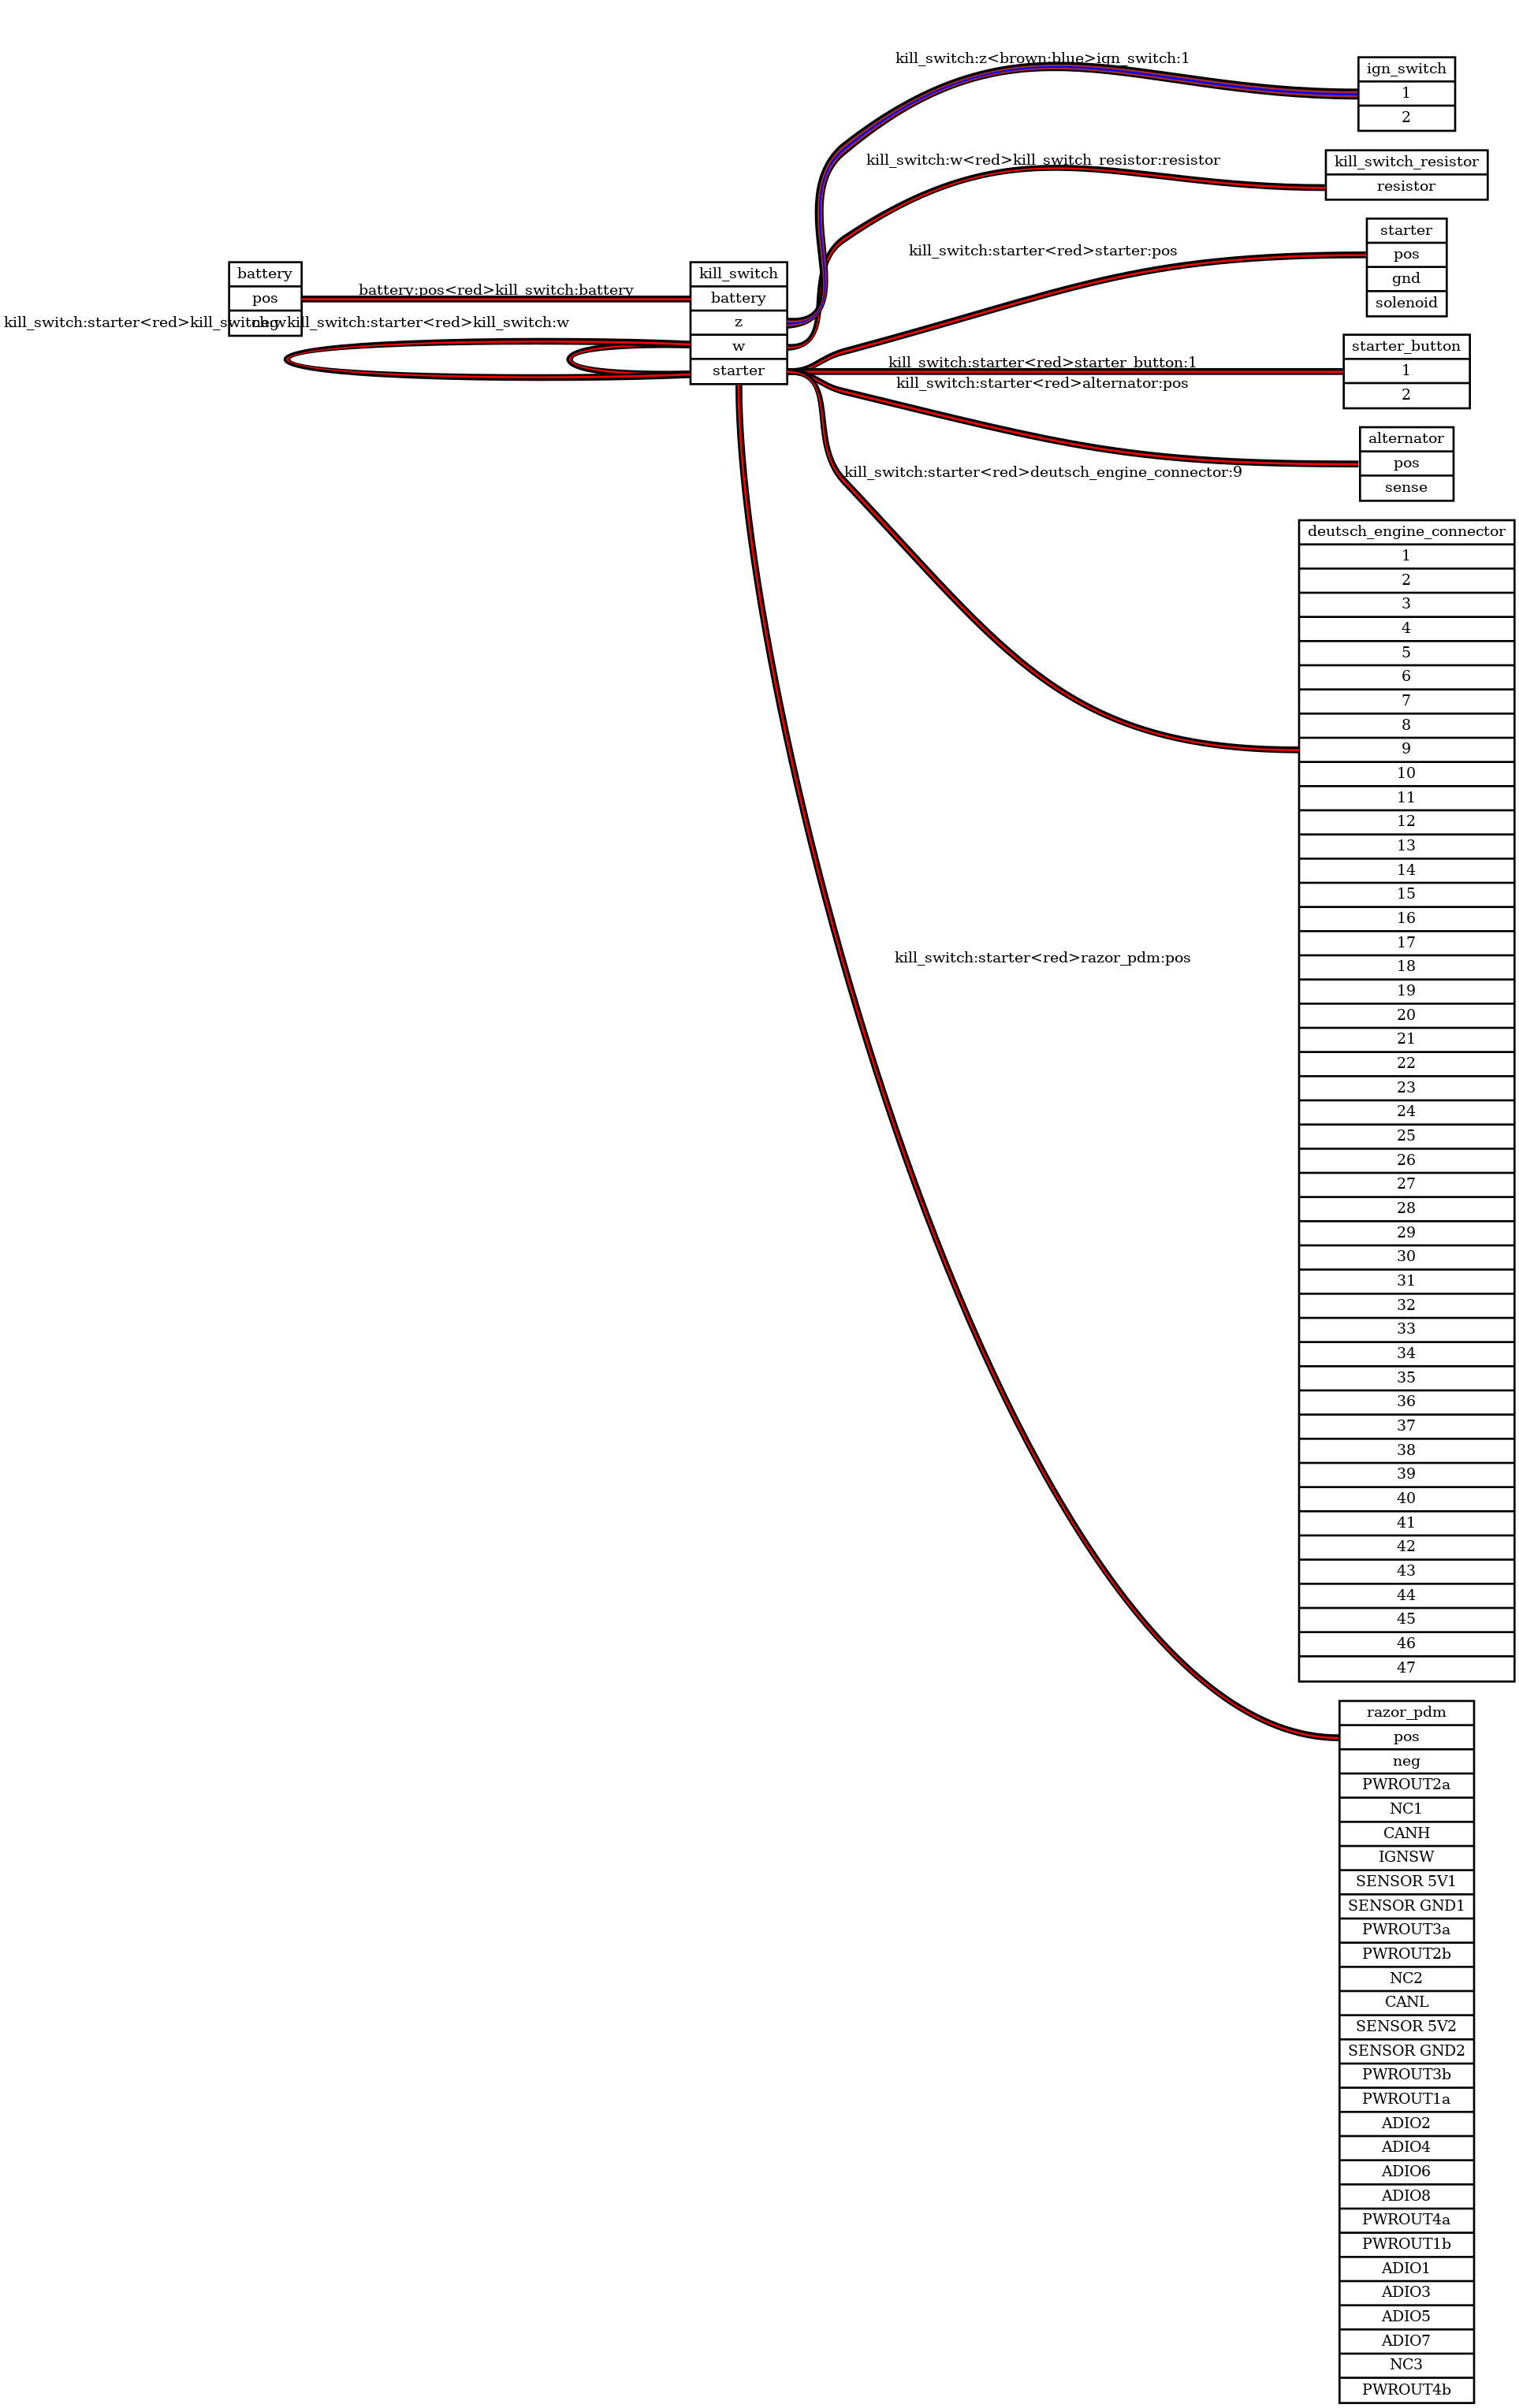 kill_switch:z<brown:blue>ign_switch:1
ign_switch
1
2
kill_switch:w<red>kill_switch_resistor:resistor
kill_switch_resistor
resistor
kill_switch:starter<red>starter:pos
starter
pos
gnd
solenoid
battery
pos
neg
battery:pos<red>kill_switch:battery
kill_switch:starter<red>kill_switch:w
kill_switch:starter<red>kill_switch:w
kill_switch
battery
z
w
starter
kill_switch:starter<red>starter_button:1
starter_button
1
2
kill_switch:starter<red>alternator:pos
alternator
pos
sense
kill_switch:starter<red>deutsch_engine_connector:9
deutsch_engine_connector
1
2
3
4
5
6
7
8
9
10
11
12
13
14
15
16
17
18
19
20
21
22
23
24
25
26
27
28
29
30
31
32
33
34
35
36
37
38
39
40
41
42
43
44
45
46
47
kill_switch:starter<red>razor_pdm:pos
razor_pdm
pos
neg
PWROUT2a
NC1
CANH
IGNSW
SENSOR 5V1
SENSOR GND1
PWROUT3a
PWROUT2b
NC2
CANL
SENSOR 5V2
SENSOR GND2
PWROUT3b
PWROUT1a
ADIO2
ADIO4
ADIO6
ADIO8
PWROUT4a
PWROUT1b
ADIO1
ADIO3
ADIO5
ADIO7
NC3
PWROUT4b